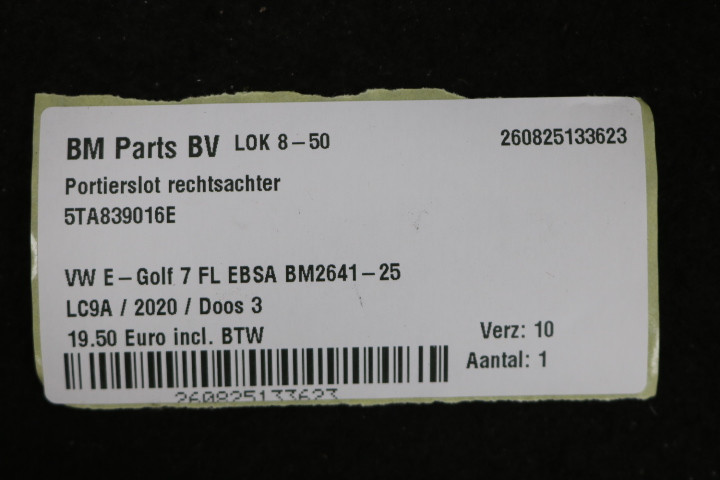 BM Parts BV LOK 8-50 260825133623
Portierslot rechtsachter
5TA839016E
VW E-Golf 7 FL EBSA BM2641-25
LC9A / 2020 / Doos 3
19.50 Euro incl. BTW
Verz: 10
Aantal: 1
260825133623